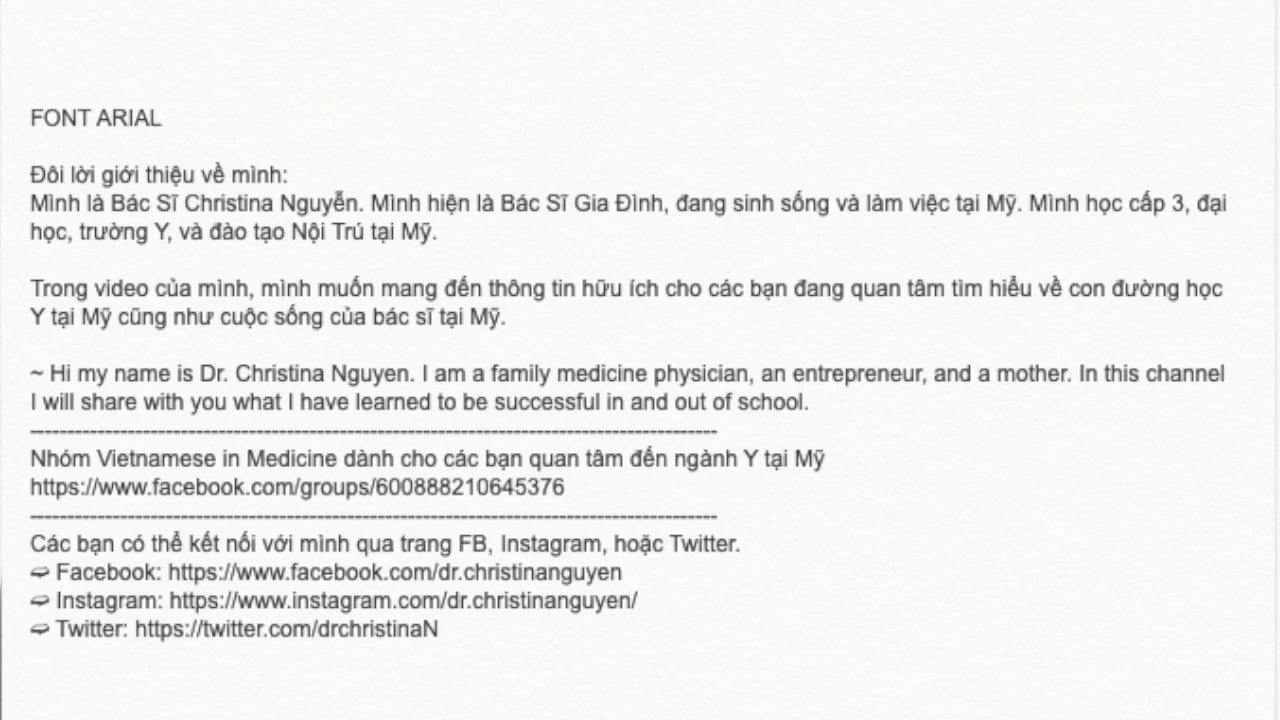 FONT ARIAL
Đôi lời giới thiệu về mình:
Mình là Bác Sĩ Christina Nguyễn. Mình hiện là Bác Sĩ Gia Đình, đang sinh sống và làm việc tại Mỹ. Mình học cấp 3, đại
học, trường Y, và đào tạo Nội Trú tại Mỹ.
Trong video của mình, mình muốn mang đến thông tin hữu ích cho các bạn đang quan tâm tìm hiểu về con đường học
Y tại Mỹ cũng như cuộc sống của bác sĩ tại Mỹ.
~ Hi my name is Dr. Christina Nguyen. I am a family medicine physician, an entrepreneur, and a mother. In this channel
I will share with you what I have learned to be successful in and out of school.
--------------------------------------------------------------------------------------------
Nhóm Vietnamese in Medicine dành cho các bạn quan tâm đến ngành Y tại Mỹ
https://www.facebook.com/groups/600888210645376
--------------------------------------------------------------------------------------------
Các bạn có thể kết nối với mình qua trang FB, Instagram, hoặc Twitter.
➫ Facebook: https://www.facebook.com/dr.christinanguyen
➫ Instagram: https://www.instagram.com/dr.christinanguyen/
➫ Twitter: https://twitter.com/drchristinaN